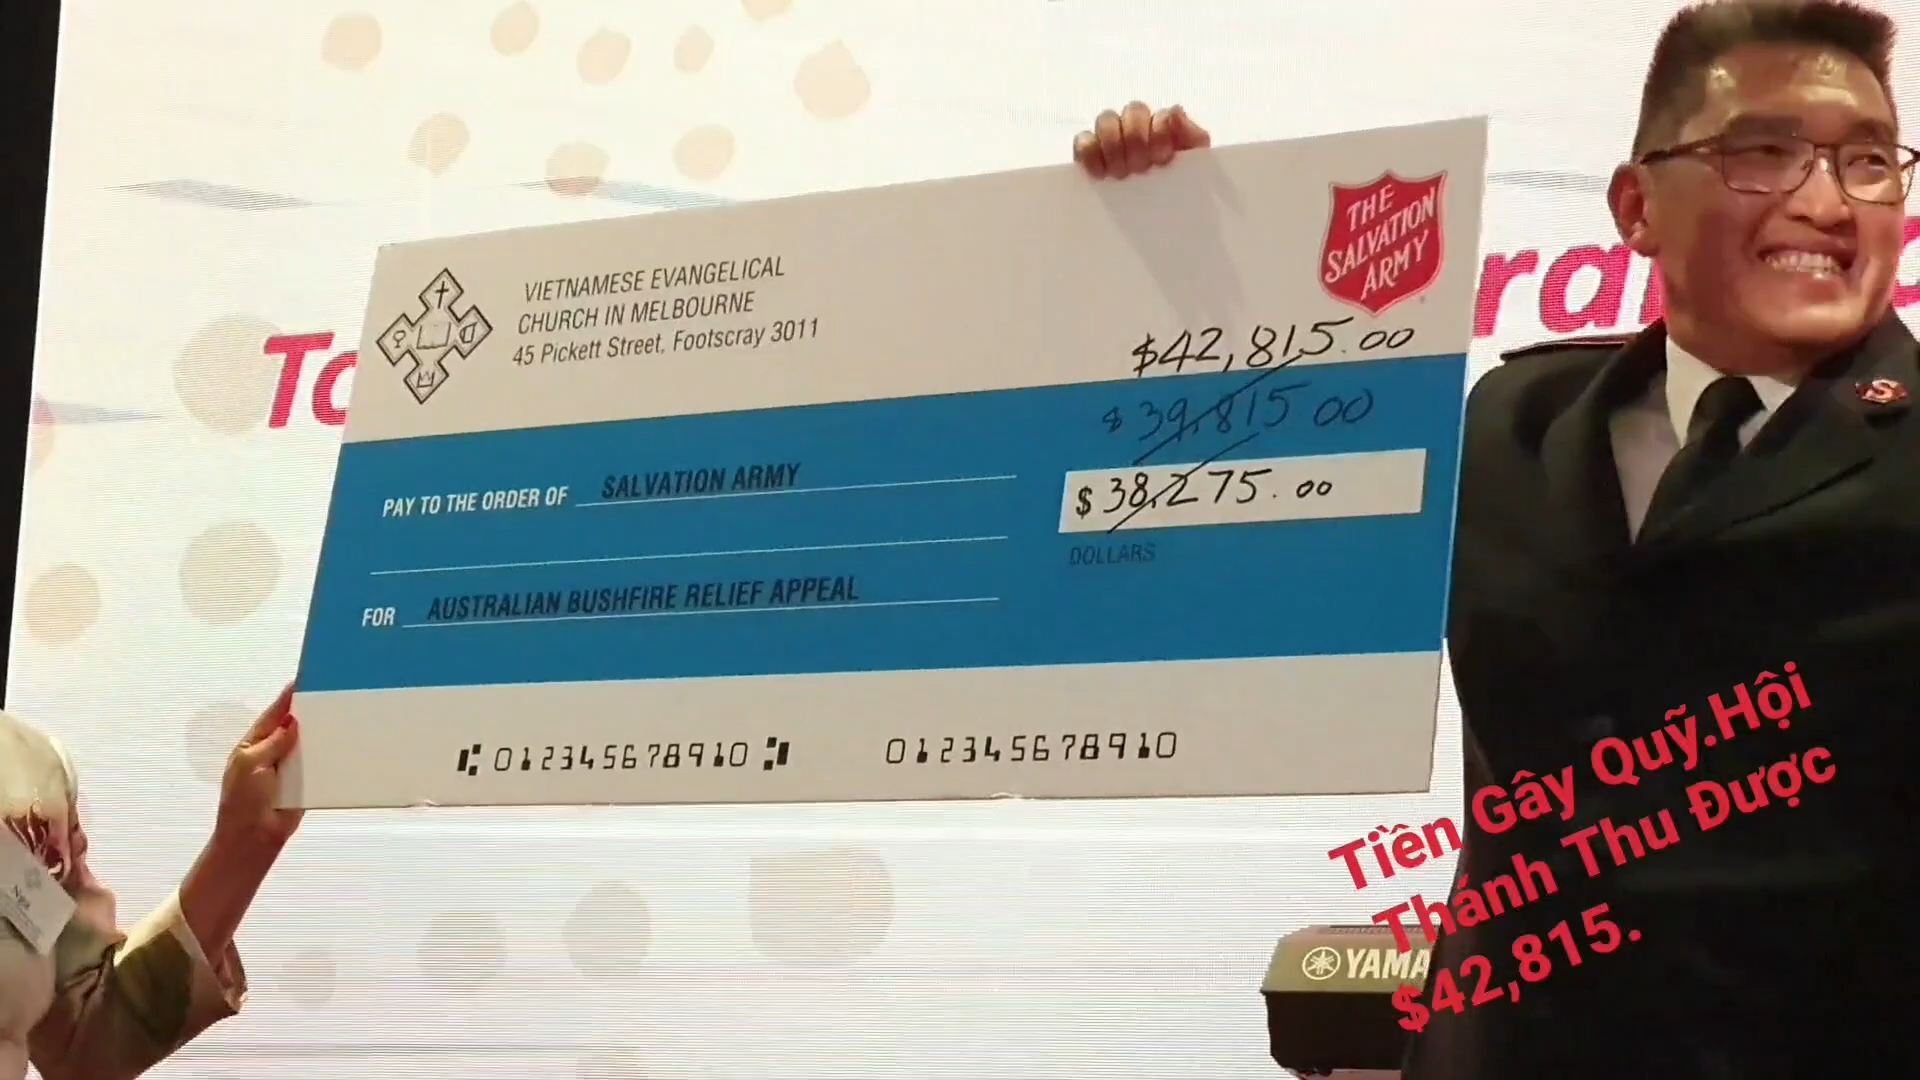 VIETNAMESE EVANGELICAL
CHURCH IN MELBOURNE
45 Pickett Street, Footscray 3011
THE
SALVATION
ARMY
$42,815.00
$39,815 00
PAY TO THE ORDER OF SALVATION ARMY
$38,275.00
DOLLARS
FOR AUSTRALIAN BUSHFIRE RELIEF APPEAL
012345678910 012345678910
Tiền Gây Quỹ.Hội
Thánh Thu Được
$42,815.